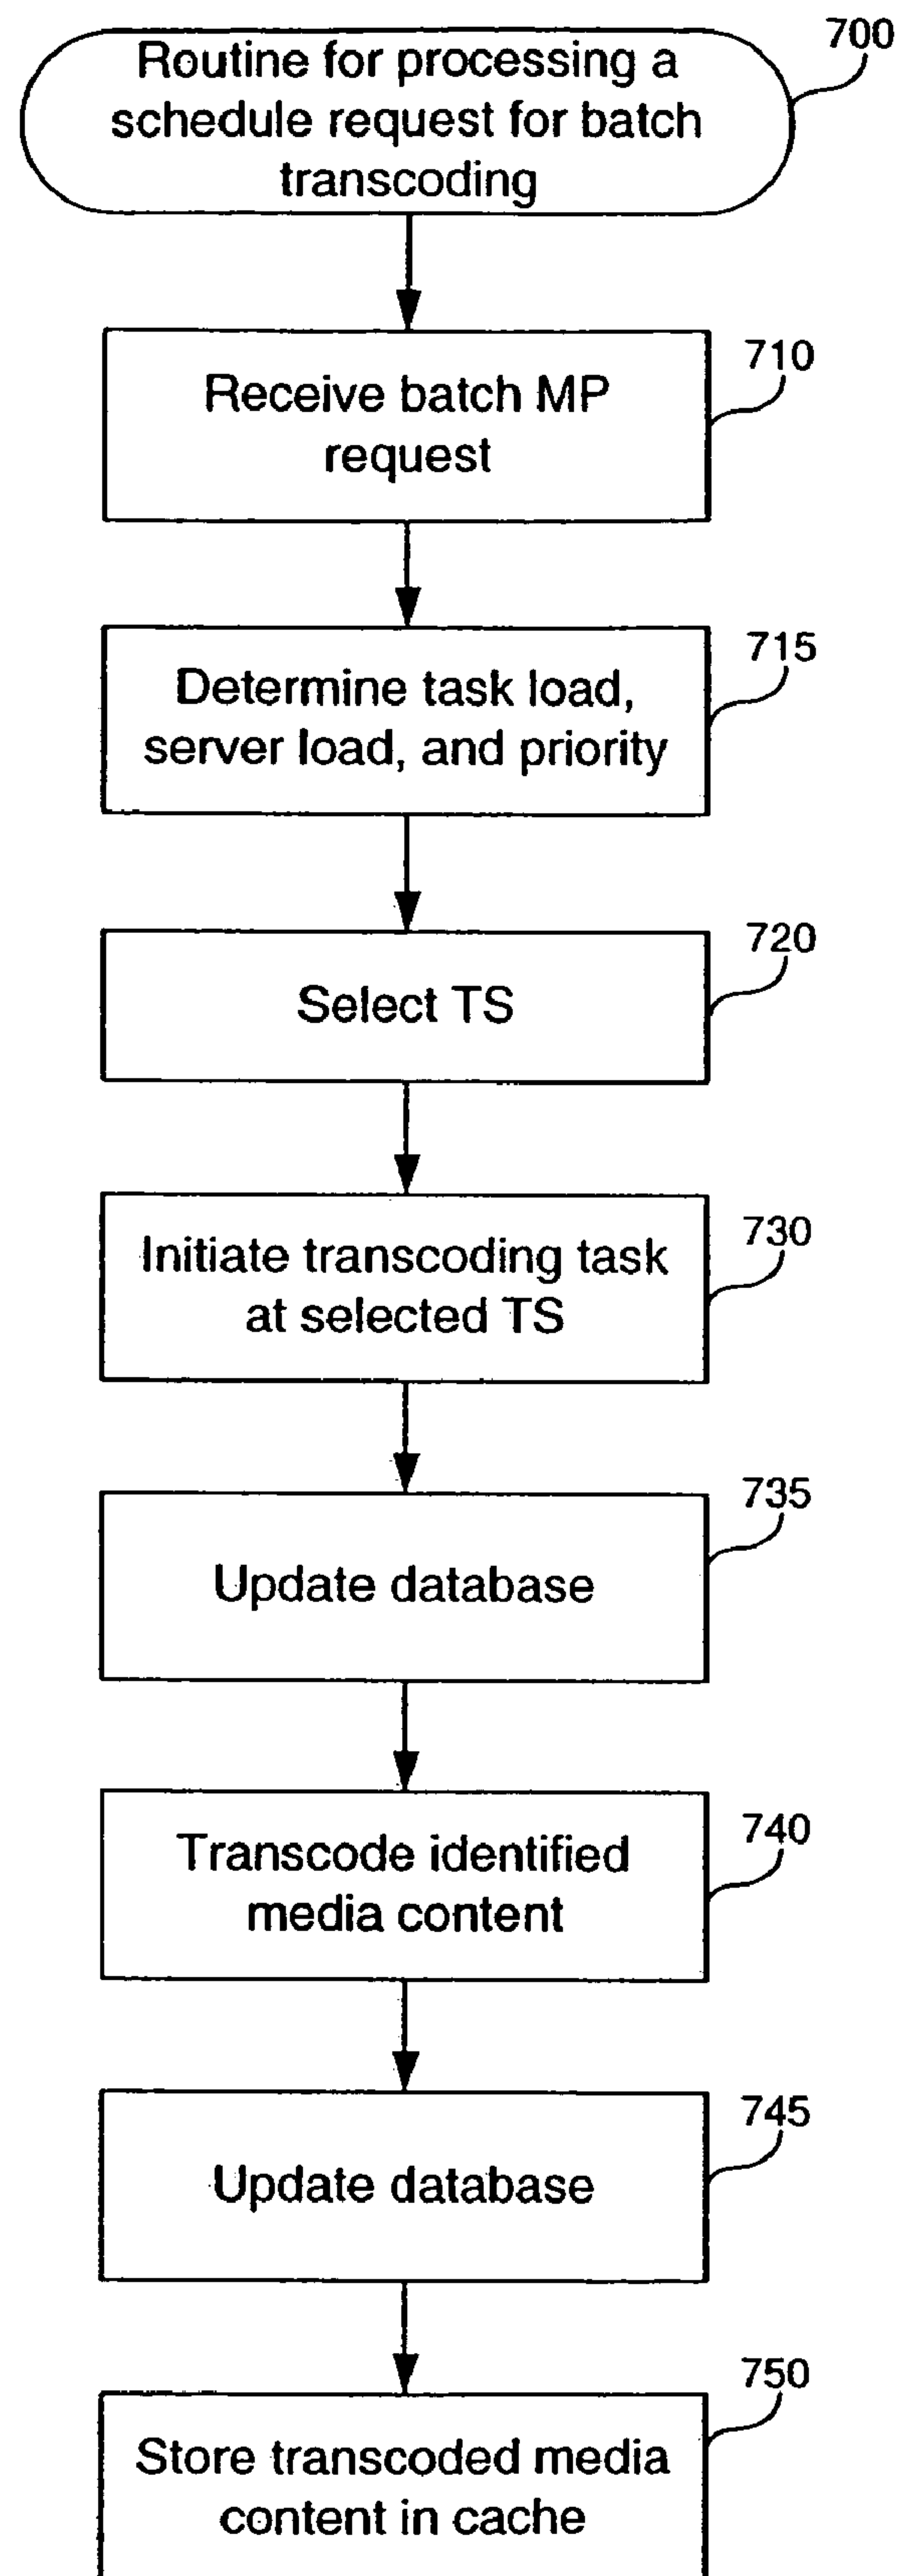 700
Routine for processing a
schedule request for batch
transcoding
710
Receive batch MP
request
715
Determine task load,
server load, and priority
720
Select TS
730
Initiate transcoding task
at selected TS
735
Update database
740
Transcode identified
media content
745
Update database
750
Store transcoded media
content in cache